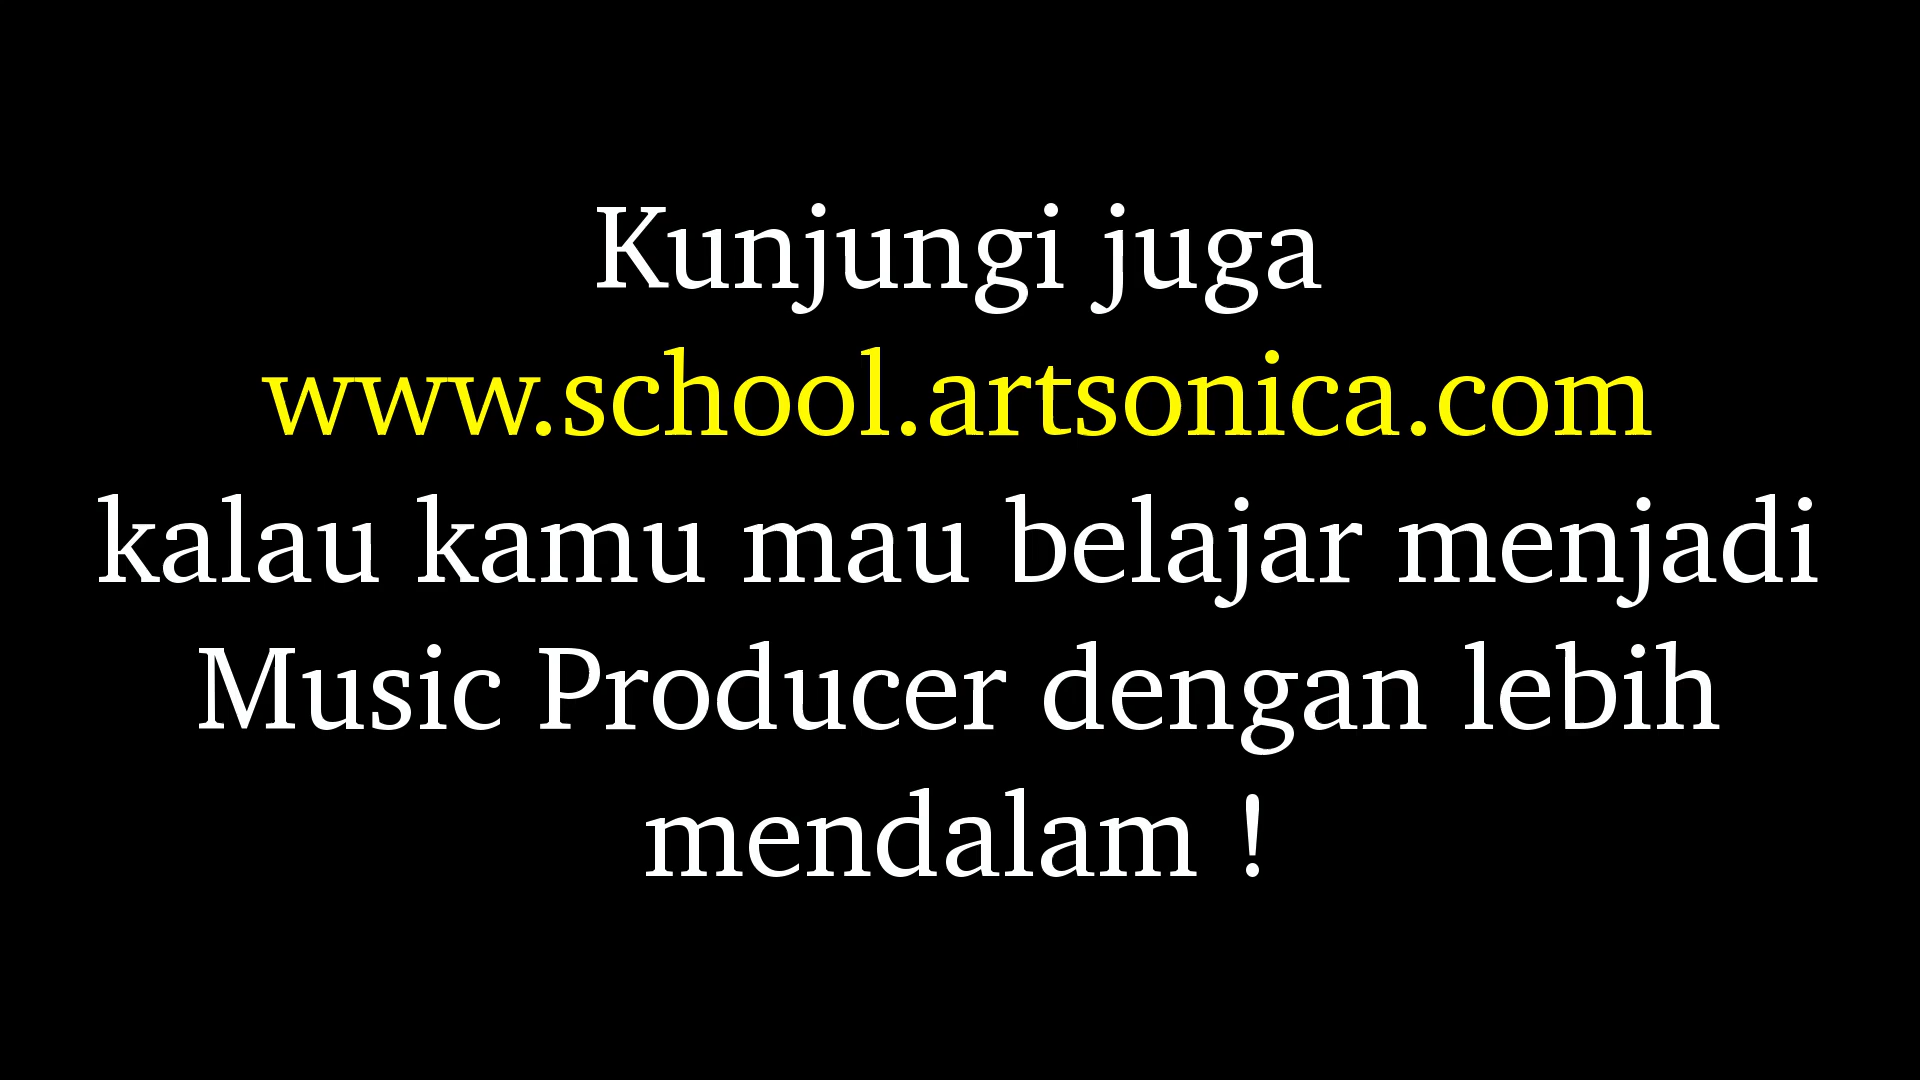 Kunjungi juga
www.school.artsonica.com
kalau kamu mau belajar menjadi
Music Producer dengan lebih
mendalam !